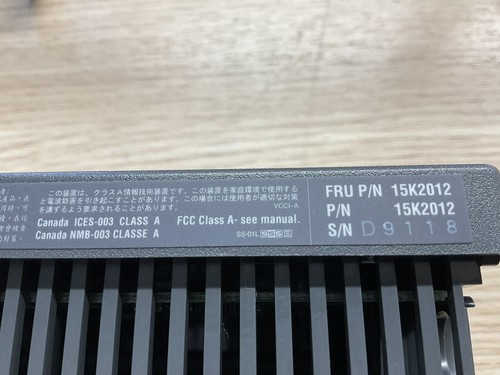 この装置は、クラスA情報技術装置です。この装置を家庭環境で使用する
と電波妨害を引き起こすことがあります。この場合には使用者が適切な対策
を講ずるよう要求されることがあります。
VCCI-A
Canada ICES-003 CLASS A
FCC Class A- see manual.
Canada NMB-003 CLASSE A
SS-01L
FRU P/N 15K2012
P/N 15K2012
S/N D9118